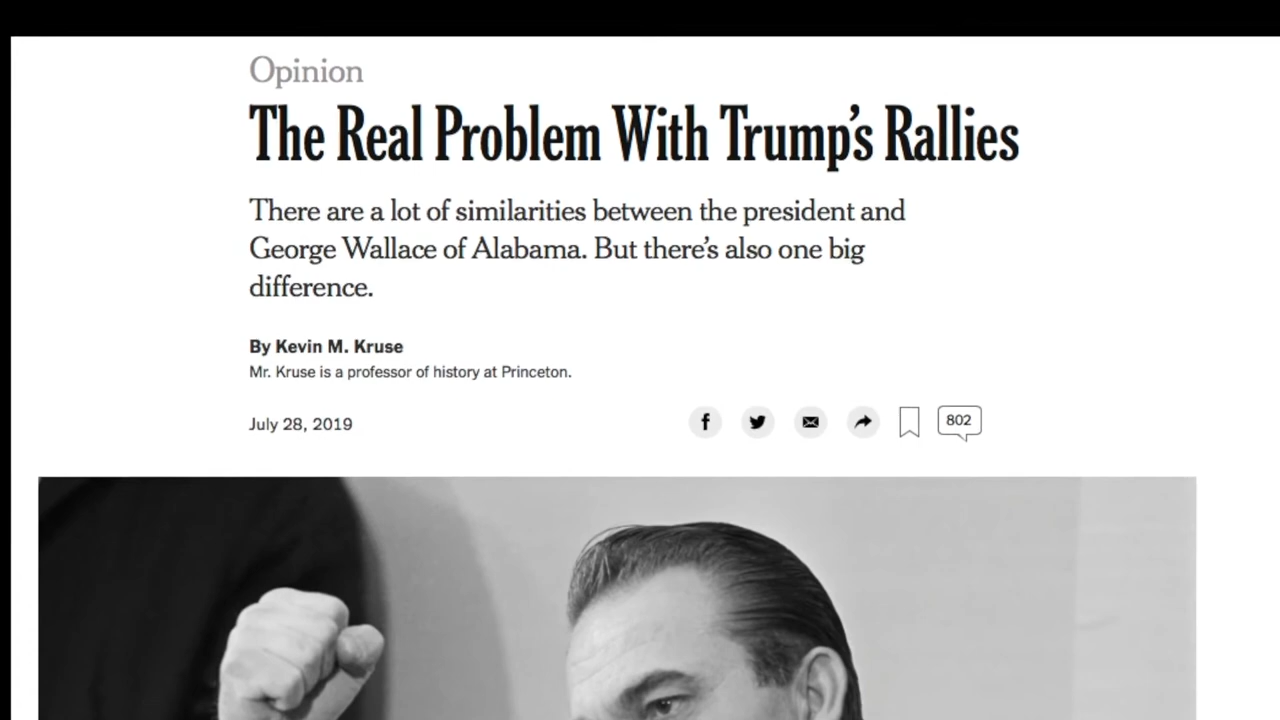 Opinion
The Real Problem With Trump's Rallies
There are a lot of similarities between the president and
George Wallace of Alabama. But there's also one big
difference.
By Kevin M. Kruse
Mr. Kruse is a professor of history at Princeton.
July 28, 2019
802